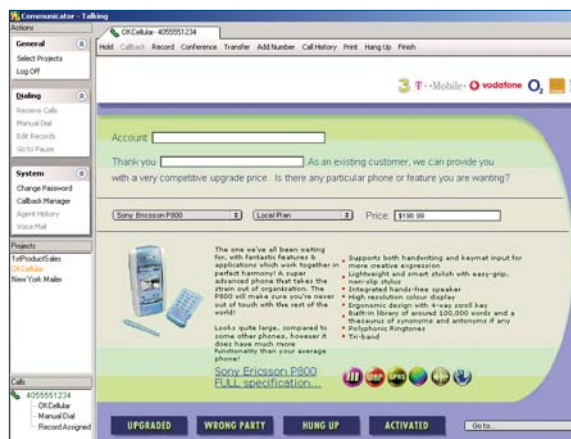 Communicator - Talking
Actions
OKCellular- 4055551234
General
Hold Callback Record Conference Transfer Add Number Call History Print Hang Up Finish
Select Projects
Log Off
3 T··Mobile· vodafone O2
Dialing
Receive Calls
Manual Dial
Edit Records
Go to Pause
Account
Thank you As an existing customer, we can provide you
with a very competitive upgrade price. Is there any particular phone or feature you are wanting?
System
Change Password
Callback Manager
Agent History
Voice Mail
Sony Ericsson P800 Local Plan Price: $198.99
Projects
1stProductSales
OKCellular
New York Mailer
The one we've all been waiting
for, with fantastic features &
applications which work together in
perfect harmony! A super
advanced phone that takes the
strain out of organisation. The
P800 will make sure you're never
out of touch with the rest of the
world!
Looks quite large, compared to
some other phones, however it
does have much more
functionality than your average
phone!
Sony Ericsson P800
FULL specification...
Supports both handwriting and keymat input for
more creative expression
Lightweight and smart stylish with easy-grip,
non-slip stylus
Integrated hands-free speaker
High resolution colour display
Ergonomic design with 4-way scroll key
Built-in library of around 100,000 words and a
thesaurus of synonyms and antonyms if any
Polyphonic Ringtones
Tri-band
WAP GPRS
Calls
4055551234
OKCellular
Manual Dial
Record Assigned
UPGRADED WRONG PARTY HUNG UP ACTIVATED Go to...